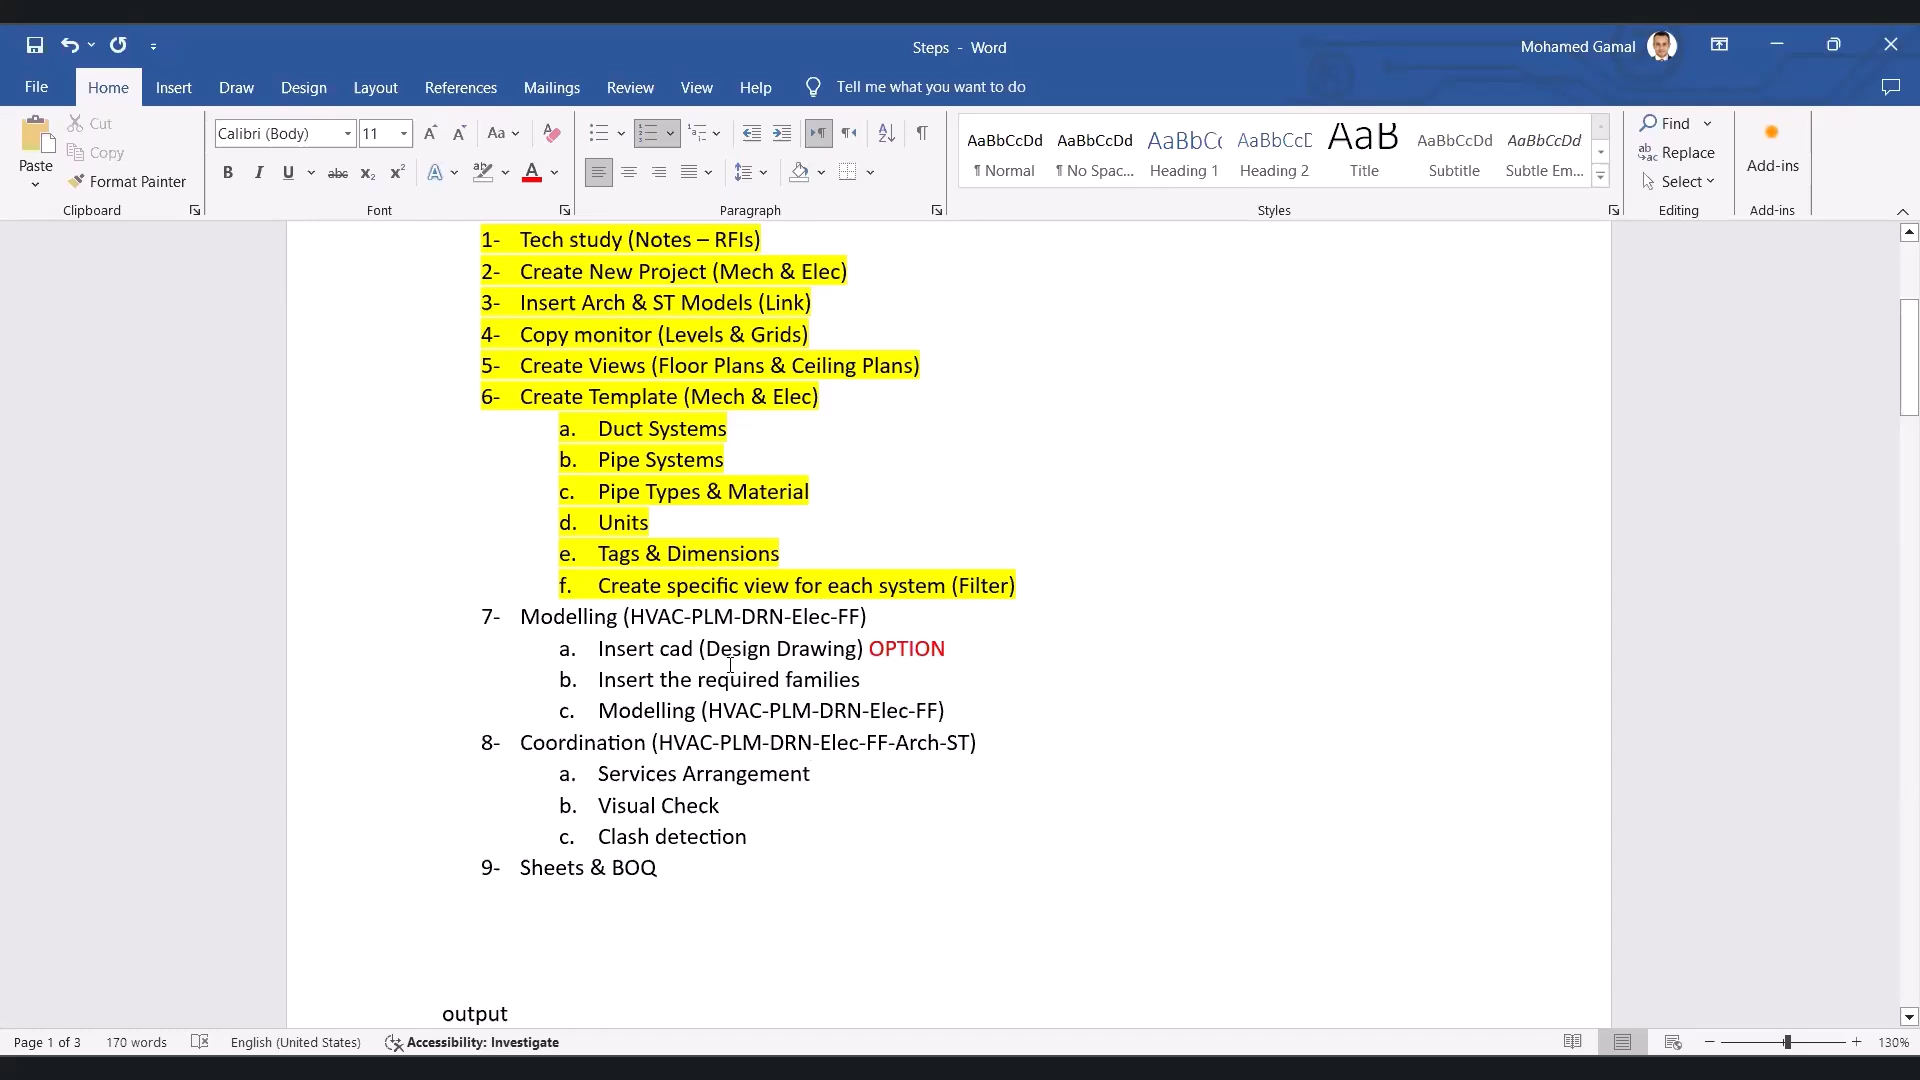 Steps - Word
Mohamed Gamal
File Home Insert Draw Design Layout References Mailings Review View Help Tell me what you want to do
Paste
Cut
Copy
Format Painter
Clipboard
Calibri (Body) 11
Font
Paragraph
AaBbCcDd AaBbCcDd AaBbCc AaBbCcD AaB AaBbCcDd AaBbCcDd
¶ Normal ¶ No Spac... Heading 1 Heading 2 Title Subtitle Subtle Em...
Styles
Find
Replace
Select
Editing
Add-ins
Add-ins
1- Tech study (Notes – RFIs)
2- Create New Project (Mech & Elec)
3- Insert Arch & ST Models (Link)
4- Copy monitor (Levels & Grids)
5- Create Views (Floor Plans & Ceiling Plans)
6- Create Template (Mech & Elec)
a. Duct Systems
b. Pipe Systems
c. Pipe Types & Material
d. Units
e. Tags & Dimensions
f. Create specific view for each system (Filter)
7- Modelling (HVAC-PLM-DRN-Elec-FF)
a. Insert cad (Design Drawing) OPTION
b. Insert the required families
c. Modelling (HVAC-PLM-DRN-Elec-FF)
8- Coordination (HVAC-PLM-DRN-Elec-FF-Arch-ST)
a. Services Arrangement
b. Visual Check
c. Clash detection
9- Sheets & BOQ
output
Page 1 of 3 170 words English (United States) Accessibility: Investigate 130%